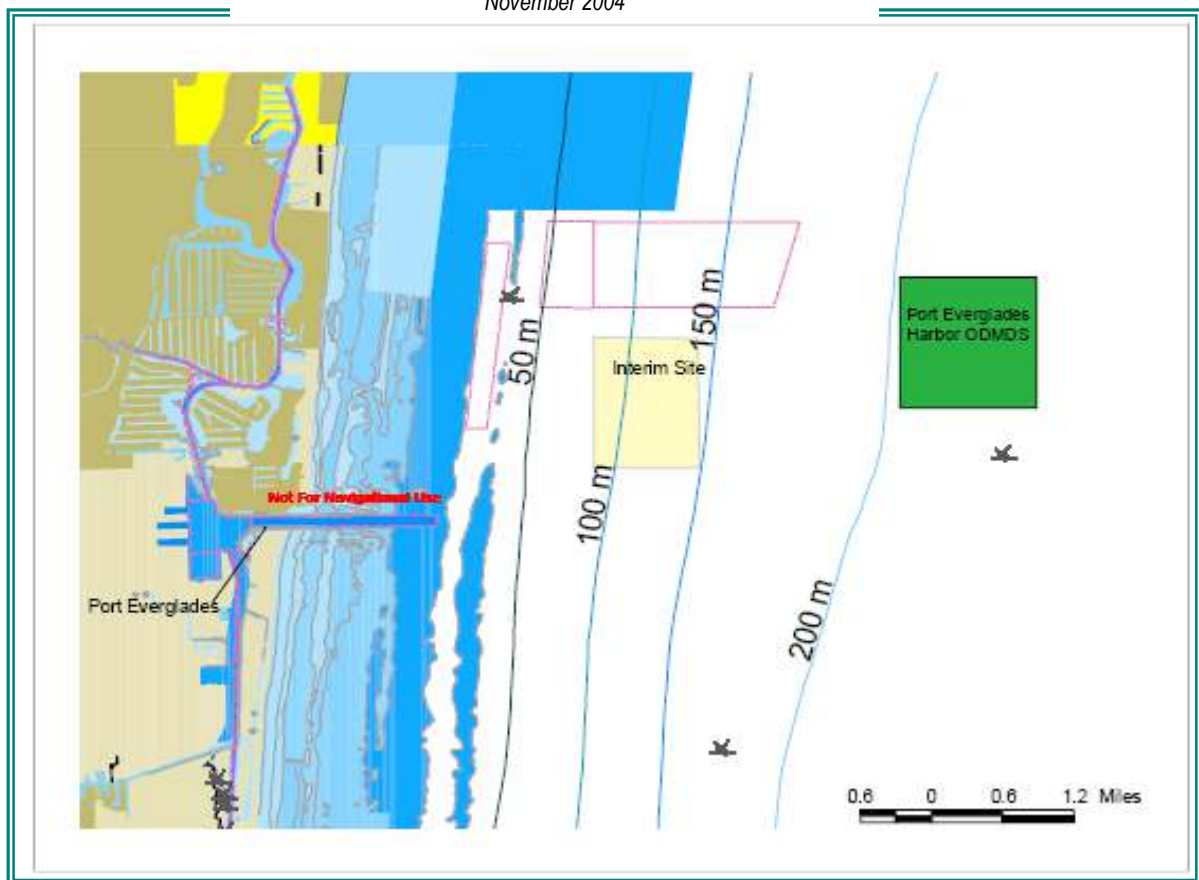 November 2004
150 m
50 m
Port Everglades
Harbor ODMDS
Interim Site
100 m
Not For Navigational Use
Port Everglades
200 m
0.6 0 0.6 1.2 Miles